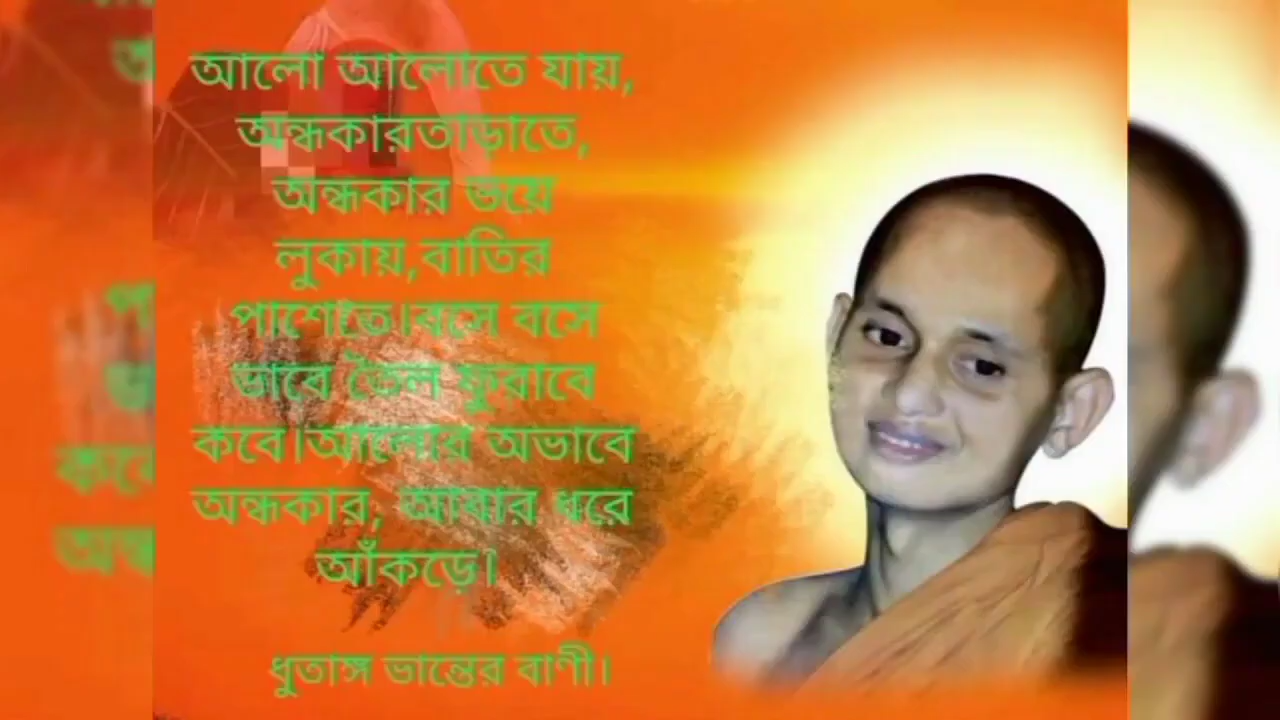 আলো আলোতে যায়,
অন্ধকারতাড়াতে,
অন্ধকার ভয়ে
লুকায়,বাতির
পাশেতে।বসে বসে
ভাবে তৈল ফুরাবে
কবে।আলোর অভাবে
অন্ধকার, আবার ধরে
আঁকড়ে।
ধুতাঙ্গ ভান্তের বাণী।